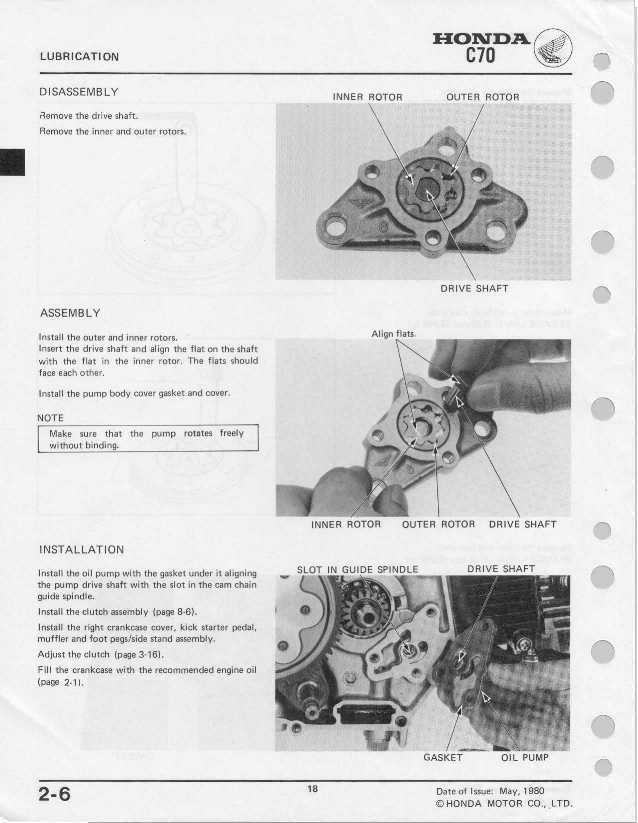 LUBRICATION
HONDA
C70
DISASSEMBLY
Remove the drive shaft.
Remove the inner and outer rotors.
INNER ROTOR
OUTER ROTOR
DRIVE SHAFT
ASSEMBLY
Install the outer and inner rotors.
Insert the drive shaft and align the flat on the shaft
with the flat in the inner rotor. The flats should
face each other.
Install the pump body cover gasket and cover.
NOTE
Make sure that the pump rotates freely
without binding.
Align flats.
INNER ROTOR
OUTER ROTOR
DRIVE SHAFT
INSTALLATION
Install the oil pump with the gasket under it aligning
the pump drive shaft with the slot in the cam chain
guide spindle.
Install the clutch assembly (page 8-6).
Install the right crankcase cover, kick starter pedal,
muffler and foot pegs/side stand assembly.
Adjust the clutch (page 3-16).
Fill the crankcase with the recommended engine oil
(page 2-1).
SLOT IN GUIDE SPINDLE
DRIVE SHAFT
GASKET
OIL PUMP
2-6
18
Date of Issue: May, 1980
© HONDA MOTOR CO., LTD.